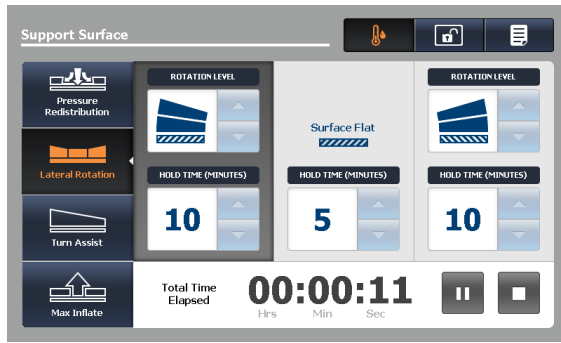 Support Surface
Pressure
Redistribution
Lateral Rotation
Turn Assist
Max Inflate
ROTATION LEVEL
HOLD TIME (MINUTES)
10
Surface Flat
HOLD TIME (MINUTES)
5
ROTATION LEVEL
HOLD TIME (MINUTES)
10
Total Time
Elapsed
00:00:11
Hrs Min Sec